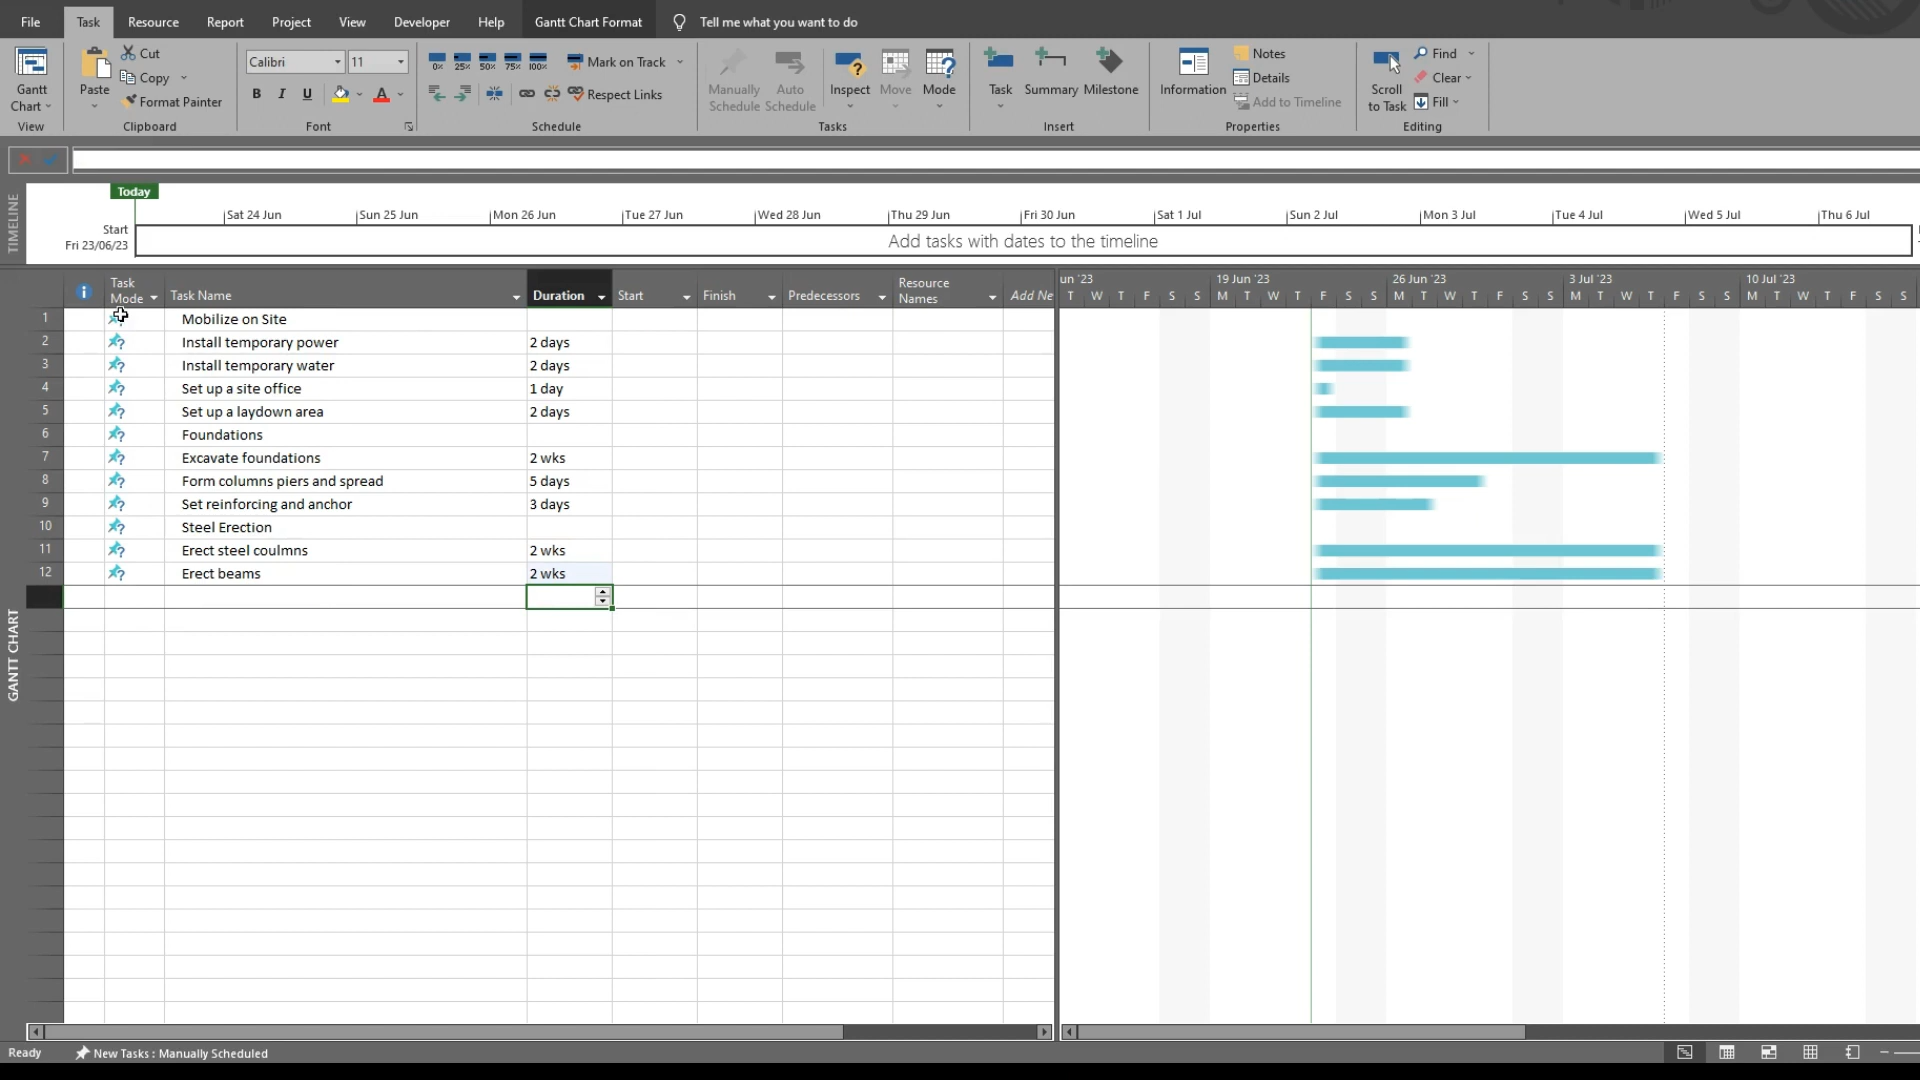 File Task Resource Report Project View Developer Help Gantt Chart Format Tell me what you want to do
Gantt Chart
View
Paste
Cut
Copy
Format Painter
Clipboard
Calibri 11
B I U A
Font
0% 25% 50% 75% 100%
Mark on Track
Respect Links
Schedule
Manually Schedule
Auto Schedule
Inspect
Move
Mode
Tasks
Task
Summary
Milestone
Insert
Information
Notes
Details
Add to Timeline
Properties
Scroll to Task
Find
Clear
Fill
Editing
TIMELINE
Today
Start
Fri 23/06/23
Sat 24 Jun Sun 25 Jun Mon 26 Jun Tue 27 Jun Wed 28 Jun Thu 29 Jun Fri 30 Jun Sat 1 Jul Sun 2 Jul Mon 3 Jul Tue 4 Jul Wed 5 Jul Thu 6 Jul
Add tasks with dates to the timeline
GANTT CHART
Task Mode Task Name Duration Start Finish Predecessors Resource Names Add Ne
un '23 19 Jun '23 26 Jun '23 3 Jul '23 10 Jul '23
T W T F S S M T W T F S S M T W T F S S M T W T F S S M T W T F S S
1 Mobilize on Site
2 Install temporary power 2 days
3 Install temporary water 2 days
4 Set up a site office 1 day
5 Set up a laydown area 2 days
6 Foundations
7 Excavate foundations 2 wks
8 Form columns piers and spread 5 days
9 Set reinforcing and anchor 3 days
10 Steel Erection
11 Erect steel coulmns 2 wks
12 Erect beams 2 wks
Ready New Tasks : Manually Scheduled